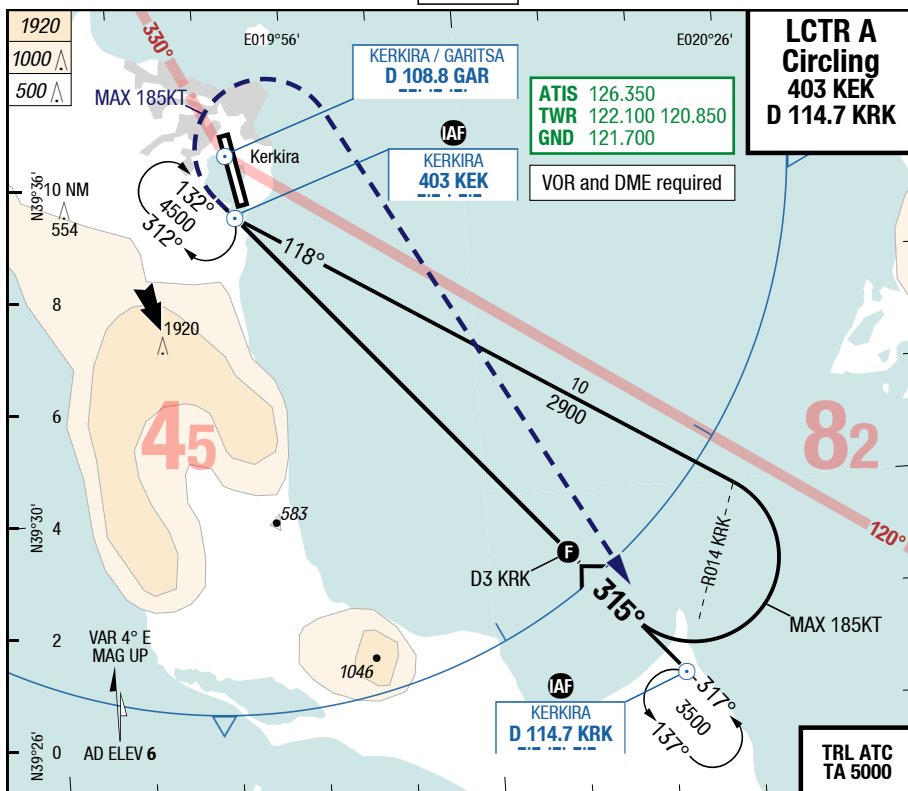 1920
1000
500
330°
E019°56'
E020°26'
LCTR A
Circling
403 KEK
D 114.7 KRK
KERKIRA / GARITSA
D 108.8 GAR
MAX 185KT
ATIS 126.350
TWR 122.100 120.850
GND 121.700
IAF
KERKIRA
403 KEK
Kerkira
VOR and DME required
N39°36'
10 NM
554
132°
4500
312°
118°
8
1920
10
2900
6
45
82
583
4
N39°30'
120°
F
D3 KRK
R014 KRK
315°
MAX 185KT
2
VAR 4° E
MAG UP
1046
IAF
KERKIRA
D 114.7 KRK
317°
3500
137°
N39°26'
0
AD ELEV 6
TRL ATC
TA 5000